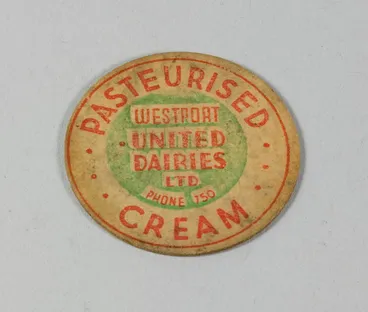 PASTEURISED
WESTPORT
UNITED
DAIRIES
LTD.
PHONE 150
CREAM